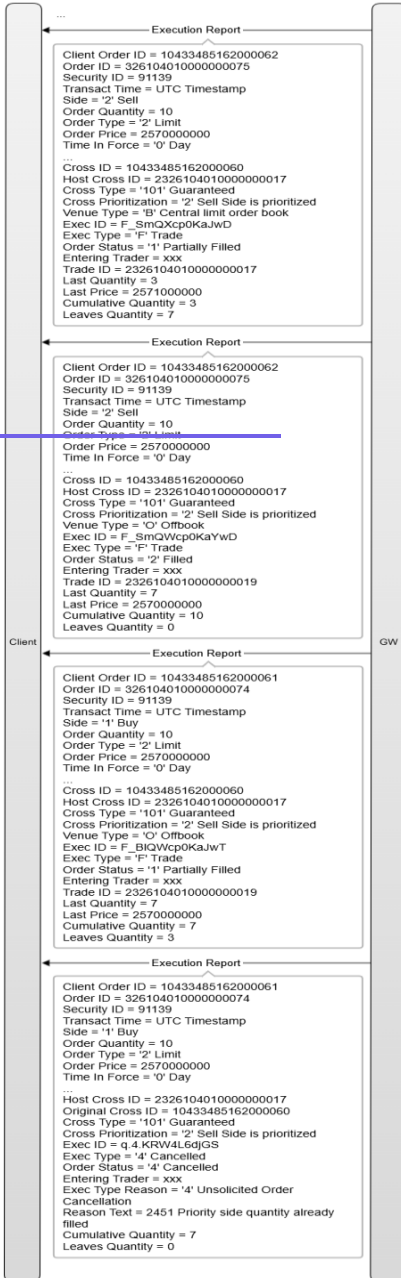 ...
Execution Report
Client Order ID = 10433485162000062
Order ID = 326104010000000075
Security ID = 91139
Transact Time = UTC Timestamp
Side = '2' Sell
Order Quantity = 10
Order Type = '2' Limit
Order Price = 2570000000
Time In Force = '0' Day
...
Cross ID = 10433485162000060
Host Cross ID = 2326104010000000017
Cross Type = '101' Guaranteed
Cross Prioritization = '2' Sell Side is prioritized
Venue Type = 'B' Central limit order book
Exec ID = F_SmQXcp0KaJwD
Exec Type = 'F' Trade
Order Status = '1' Partially Filled
Entering Trader = xxx
Trade ID = 2326104010000000017
Last Quantity = 3
Last Price = 2571000000
Cumulative Quantity = 3
Leaves Quantity = 7
Execution Report
Client Order ID = 10433485162000062
Order ID = 326104010000000075
Security ID = 91139
Transact Time = UTC Timestamp
Side = '2' Sell
Order Quantity = 10
Order Type = '2' Limit
Order Price = 2570000000
Time In Force = '0' Day
...
Cross ID = 10433485162000060
Host Cross ID = 2326104010000000017
Cross Type = '101' Guaranteed
Cross Prioritization = '2' Sell Side is prioritized
Venue Type = 'O' Offbook
Exec ID = F_SmQWcp0KaYwD
Exec Type = 'F' Trade
Order Status = '2' Filled
Entering Trader = xxx
Trade ID = 2326104010000000019
Last Quantity = 7
Last Price = 2570000000
Cumulative Quantity = 10
Leaves Quantity = 0
Client
GW
Execution Report
Client Order ID = 10433485162000061
Order ID = 326104010000000074
Security ID = 91139
Transact Time = UTC Timestamp
Side = '1' Buy
Order Quantity = 10
Order Type = '2' Limit
Order Price = 2570000000
Time In Force = '0' Day
...
Cross ID = 10433485162000060
Host Cross ID = 2326104010000000017
Cross Type = '101' Guaranteed
Cross Prioritization = '2' Sell Side is prioritized
Venue Type = 'O' Offbook
Exec ID = F_BlQWcp0KaJwT
Exec Type = 'F' Trade
Order Status = '1' Partially Filled
Entering Trader = xxx
Trade ID = 2326104010000000019
Last Quantity = 7
Last Price = 2570000000
Cumulative Quantity = 7
Leaves Quantity = 3
Execution Report
Client Order ID = 10433485162000061
Order ID = 326104010000000074
Security ID = 91139
Transact Time = UTC Timestamp
Side = '1' Buy
Order Quantity = 10
Order Type = '2' Limit
Order Price = 2570000000
Time In Force = '0' Day
...
Host Cross ID = 2326104010000000017
Original Cross ID = 10433485162000060
Cross Type = '101' Guaranteed
Cross Prioritization = '2' Sell Side is prioritized
Exec ID = q.4.KRW4L6djGS
Exec Type = '4' Cancelled
Order Status = '4' Cancelled
Entering Trader = xxx
Exec Type Reason = '4' Unsolicited Order
Cancellation
Reason Text = 2451 Priority side quantity already
filled
Cumulative Quantity = 7
Leaves Quantity = 0